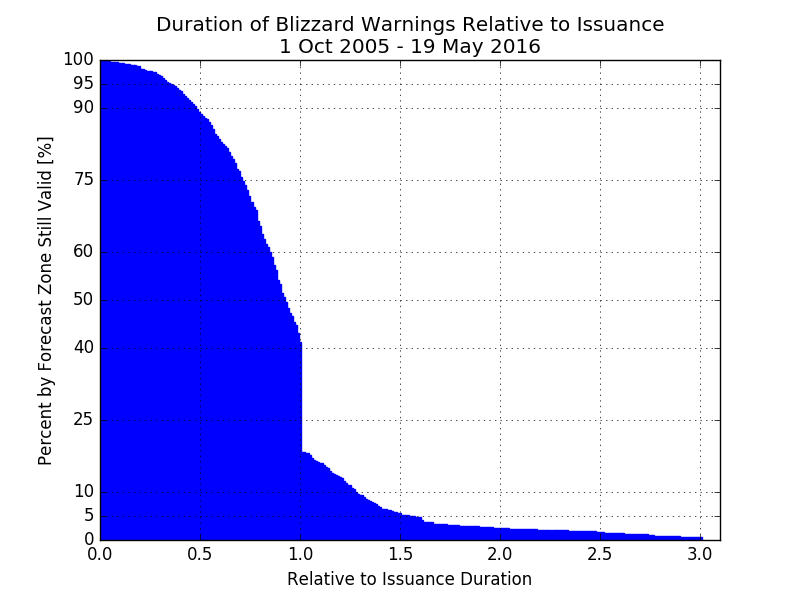 Duration of Blizzard Warnings Relative to Issuance
1 Oct 2005 - 19 May 2016
Percent by Forecast Zone Still Valid [%]
100
95
90
75
60
50
40
25
10
5
0
0.0 0.5 1.0 1.5 2.0 2.5 3.0
Relative to Issuance Duration